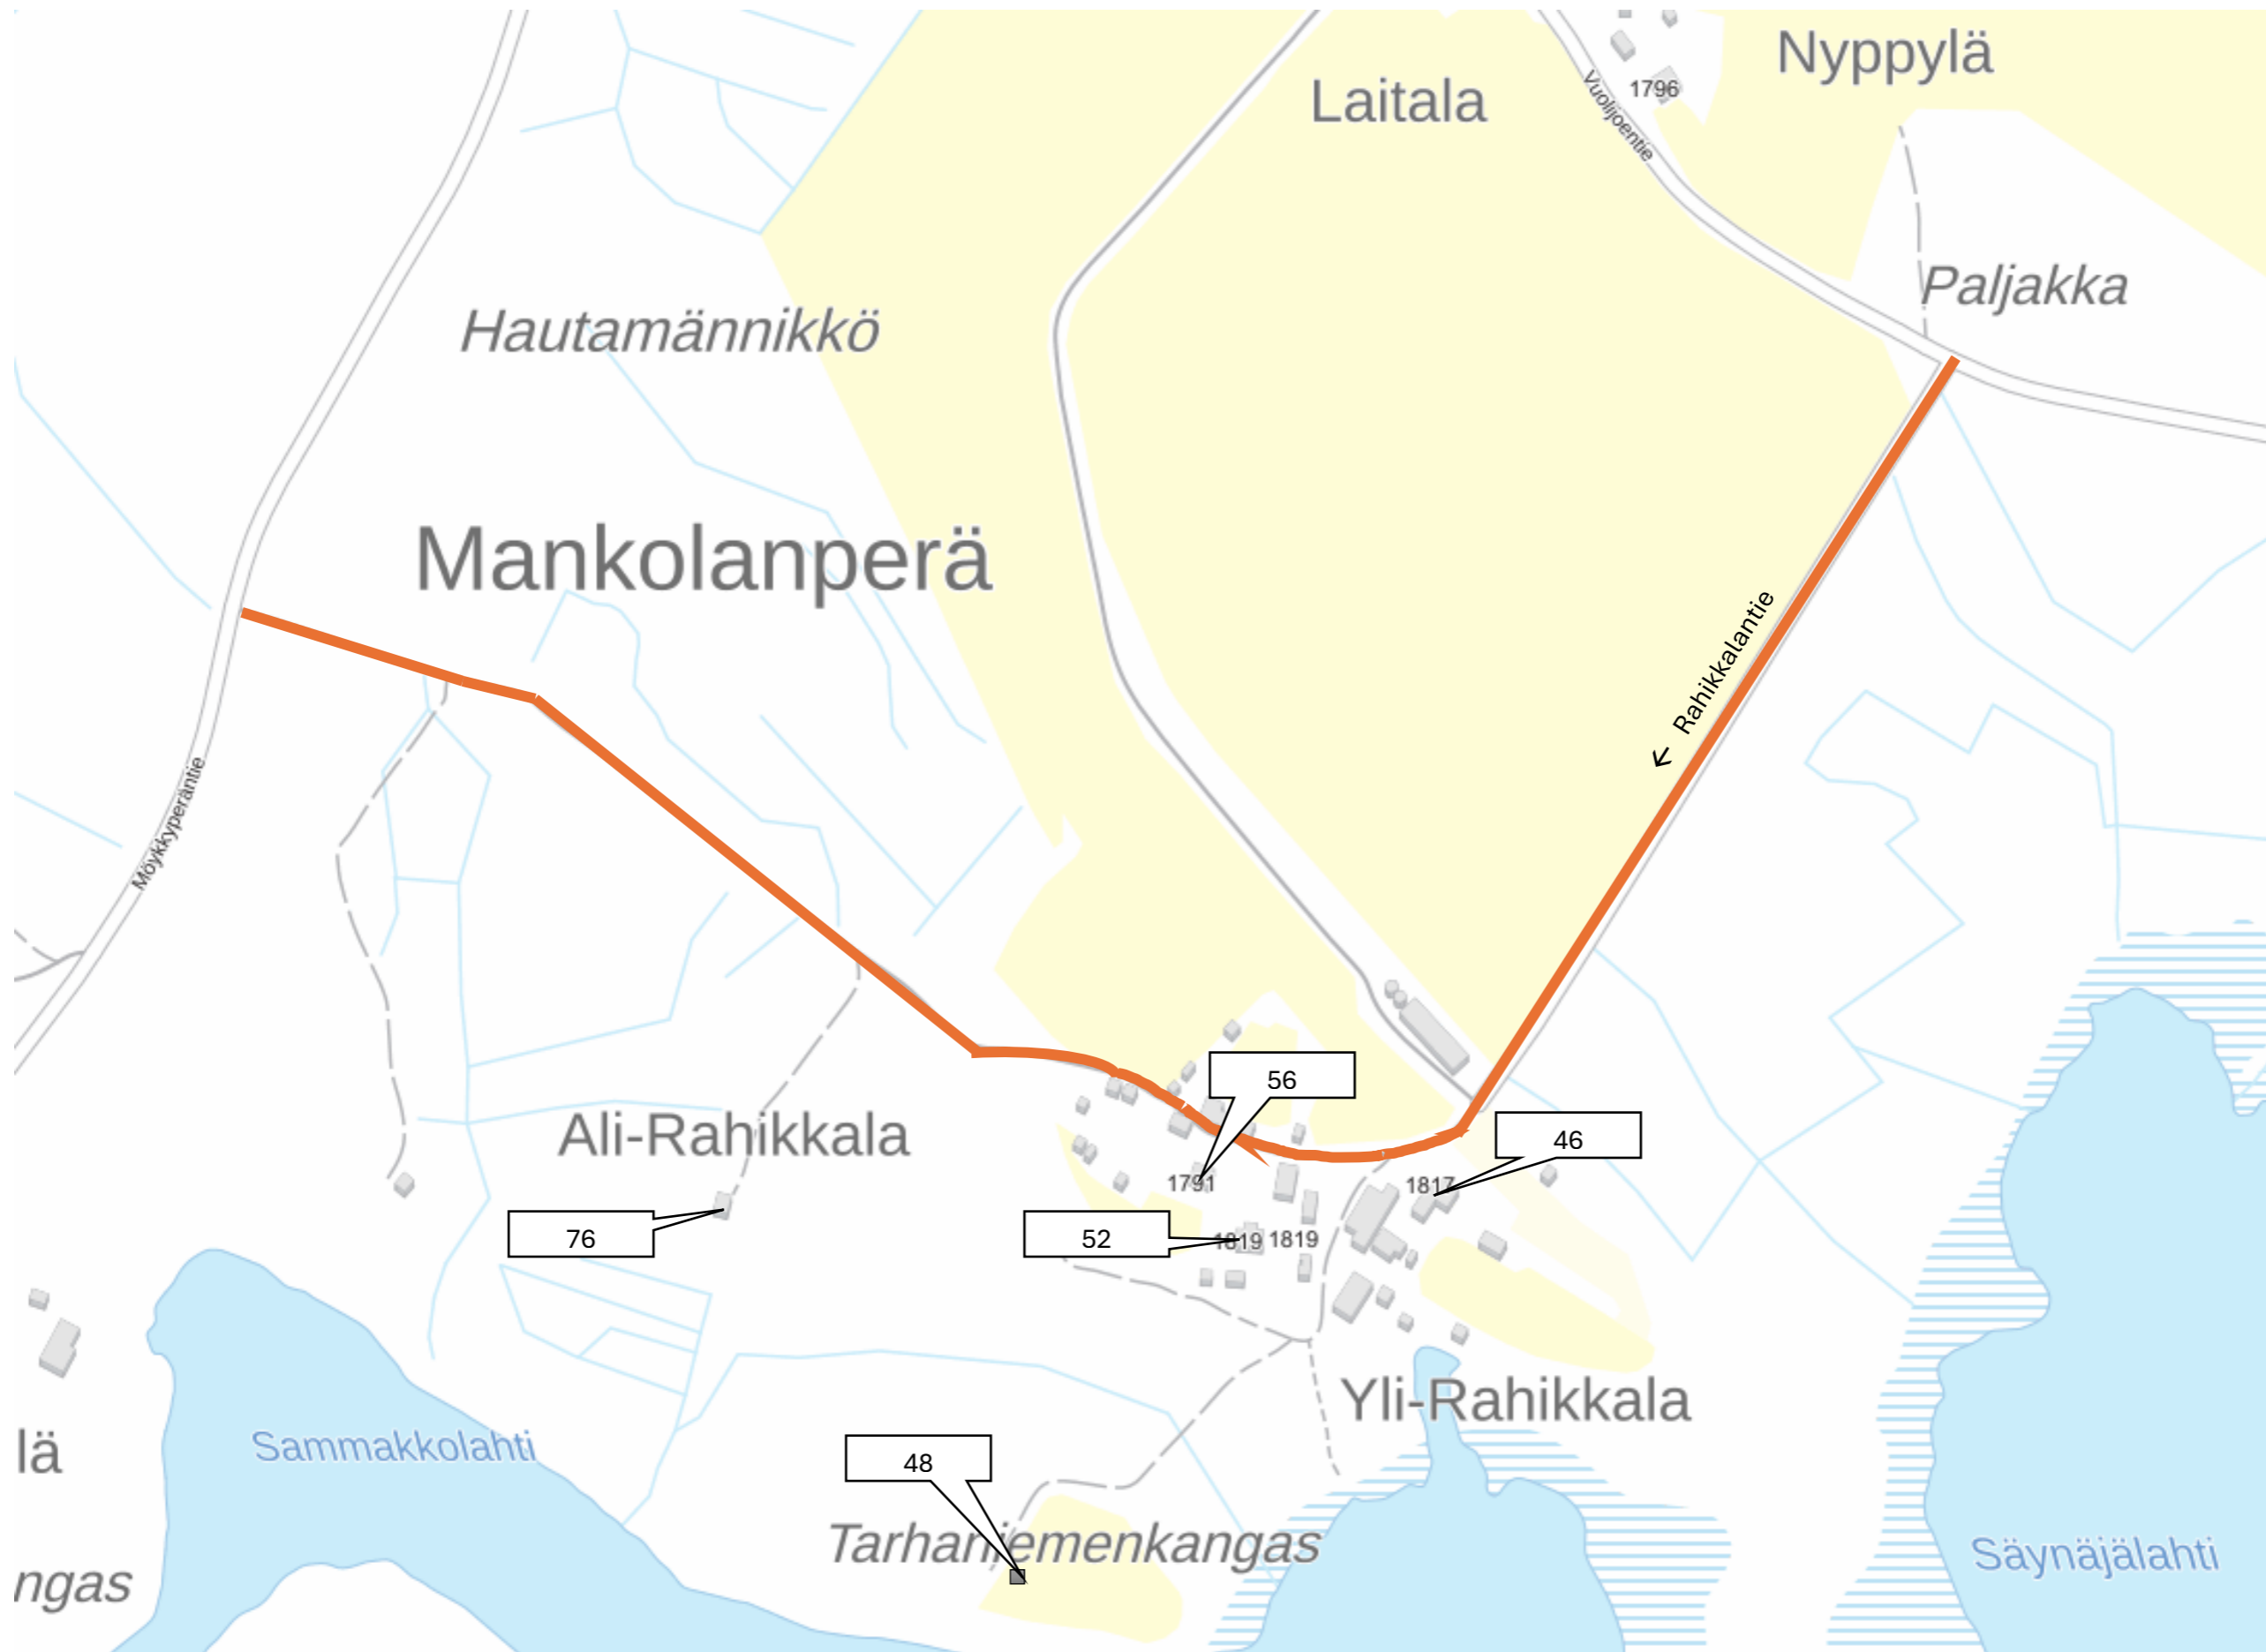 Nyppylä
Laitala
1796
Vuolijoentie
Paljakka
Hautamännikkö
Mankolanperä
← Rahikkalantie
Möykkyperäntie
56
46
Ali-Rahikkala
1791
1817
76
52
1819
1819
Yli-Rahikkala
lä
Sammakkolahti
48
Tarhaniemenkangas
Säynäjälahti
ngas